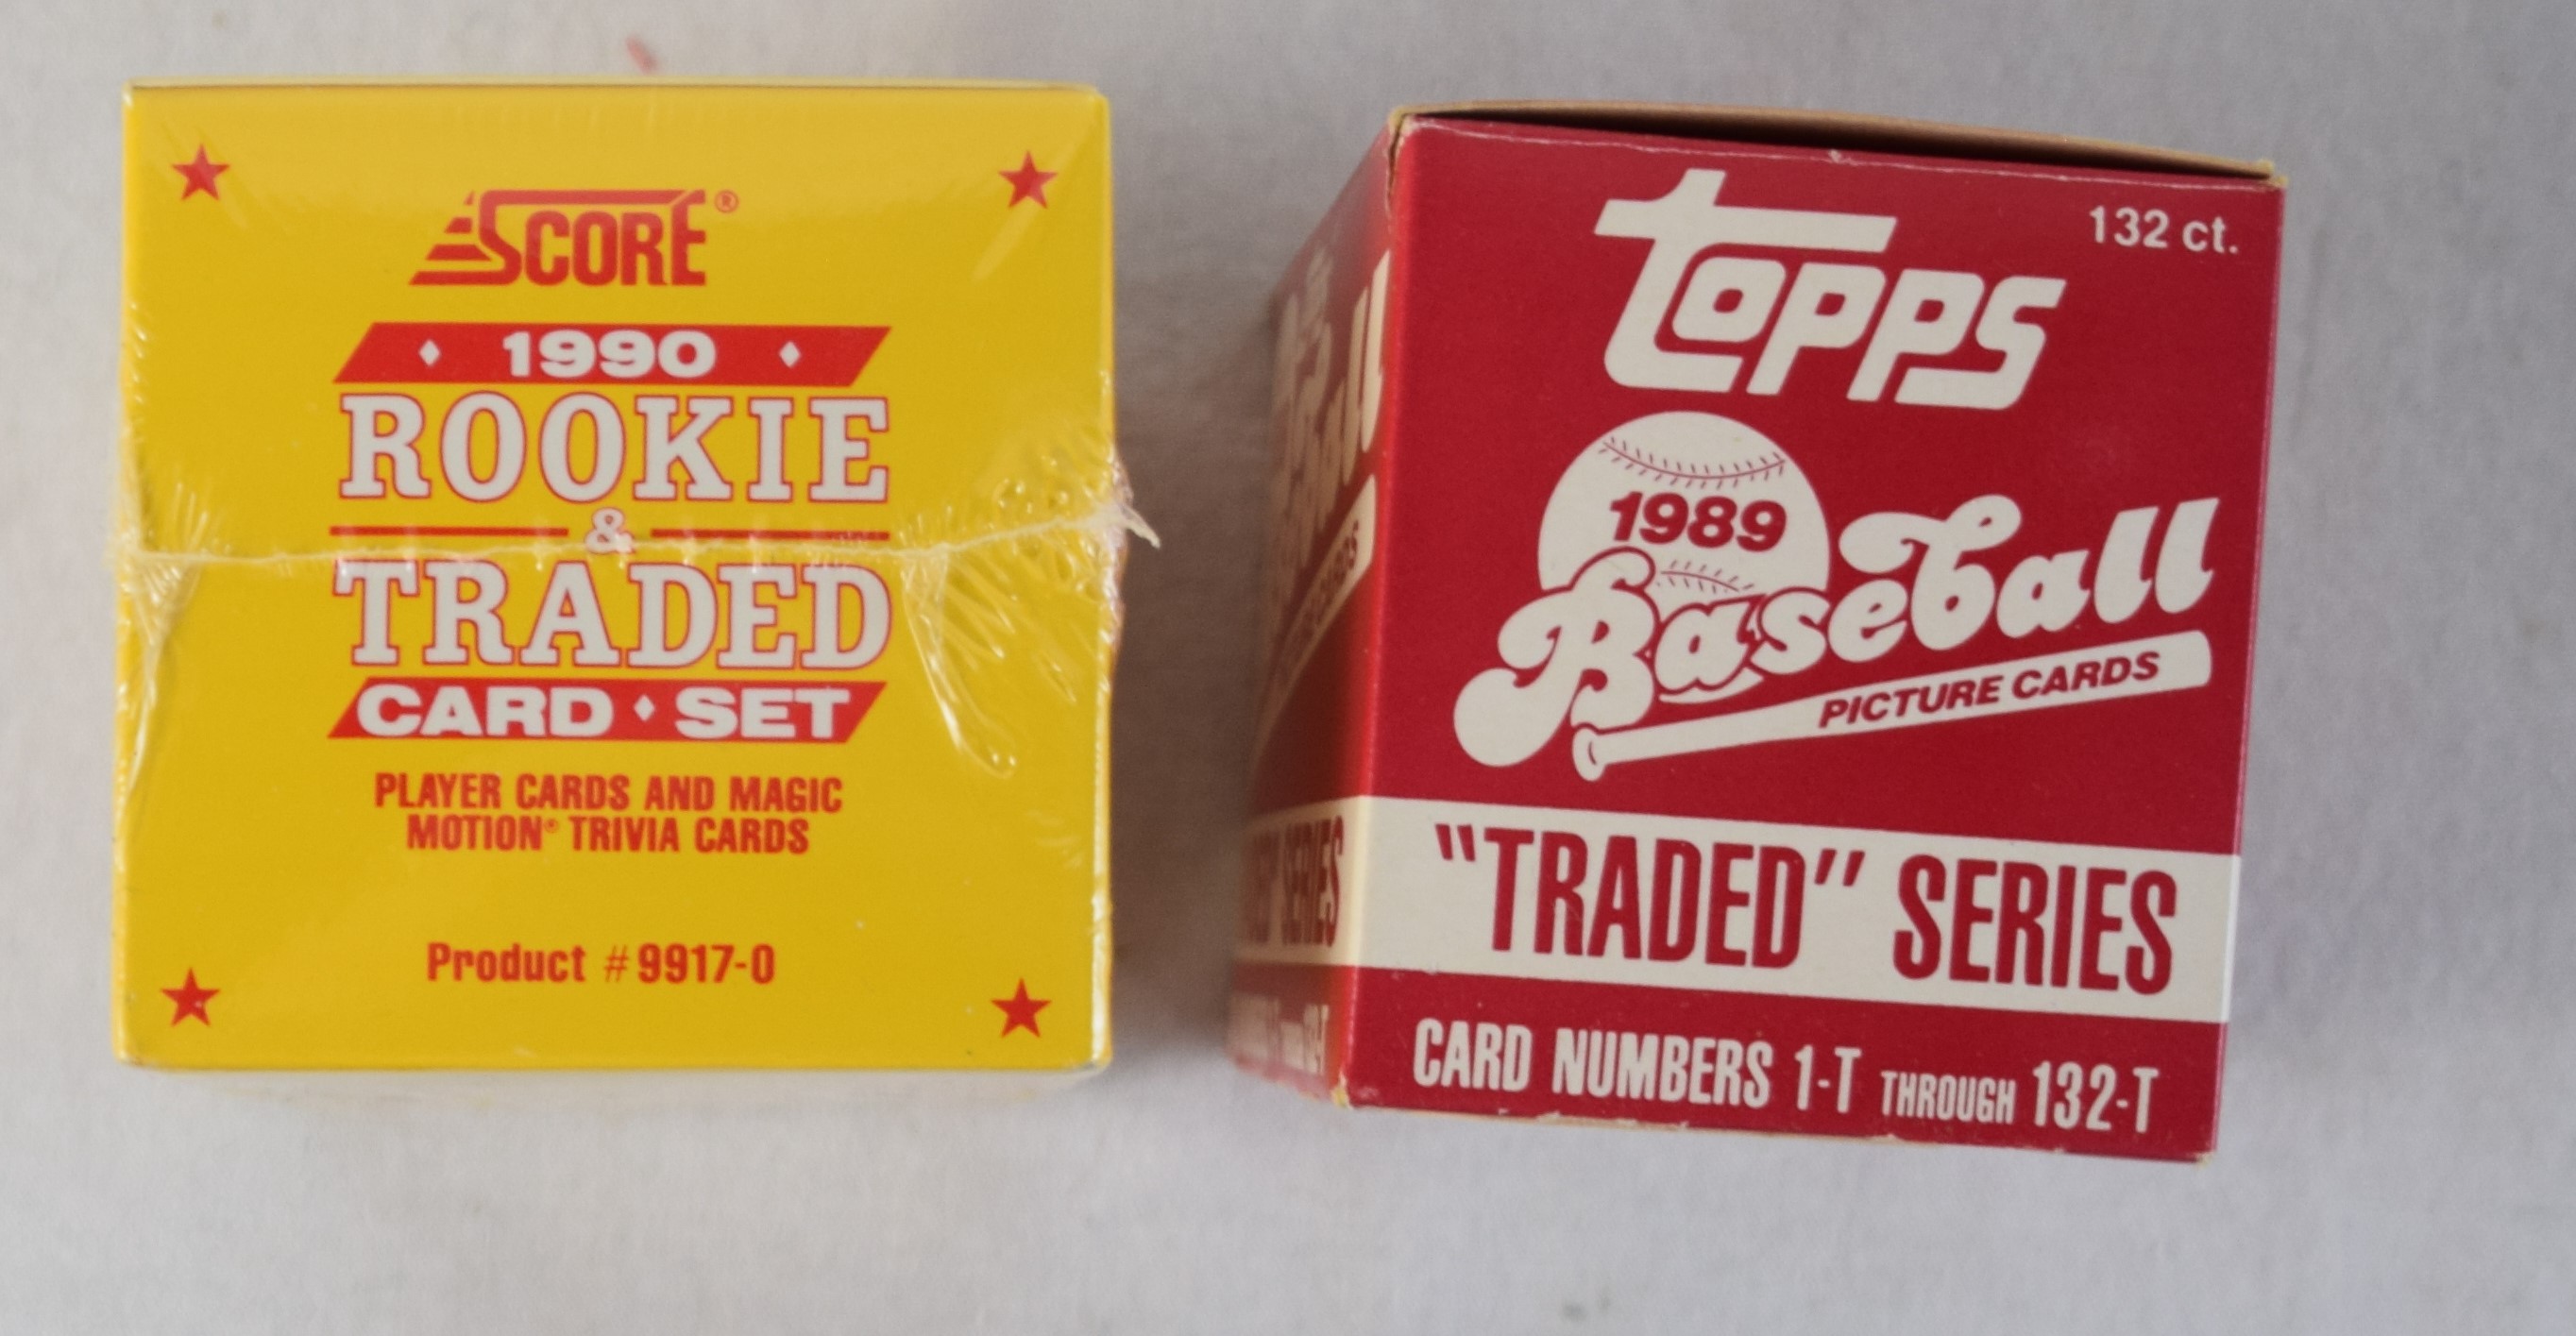 SCORE®
1990
ROOKIE
&
TRADED
CARD SET
PLAYER CARDS AND MAGIC
MOTION® TRIVIA CARDS
Product #9917-0
132 ct.
Topps
1989
Baseball
PICTURE CARDS
"TRADED" SERIES
CARD NUMBERS 1-T THROUGH 132-T
SERIES